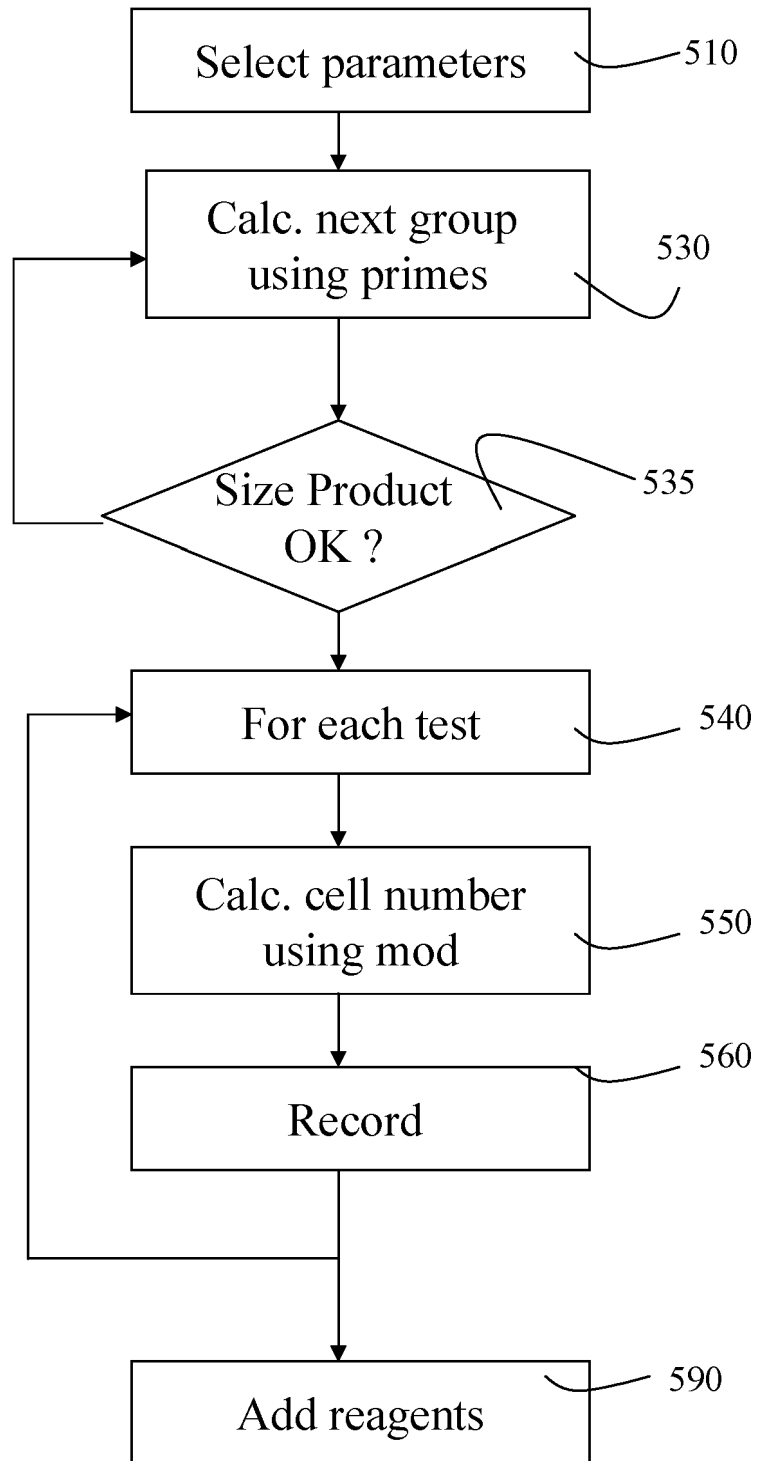 Select parameters
510
Calc. next group
using primes
530
Size Product
OK ?
535
For each test
540
Calc. cell number
using mod
550
Record
560
Add reagents
590